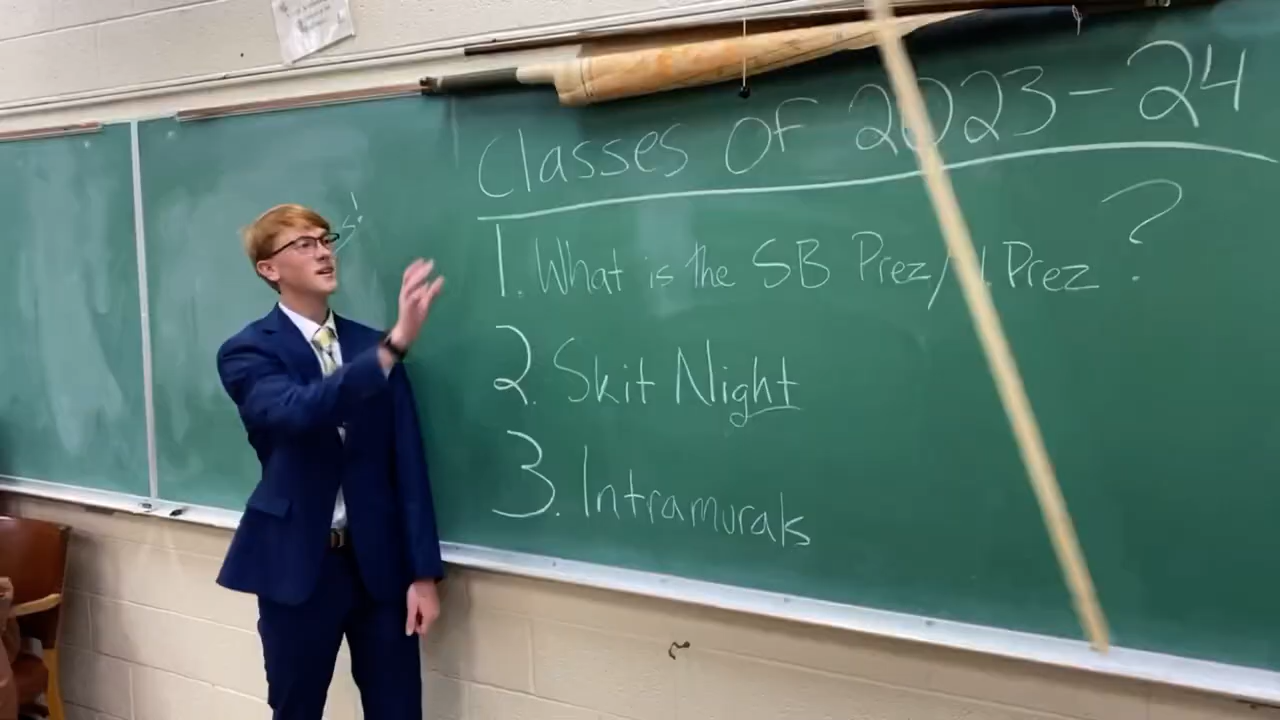 Classes Of 2023-24
1. What is the SB Prez/ Prez ?
2. Skit Night
3. Intramurals